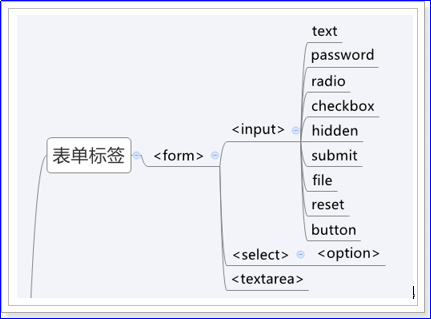 text
password
radio
checkbox
<input>
hidden
表单标签
<form>
submit
file
reset
button
<select>
<option>
<textarea>